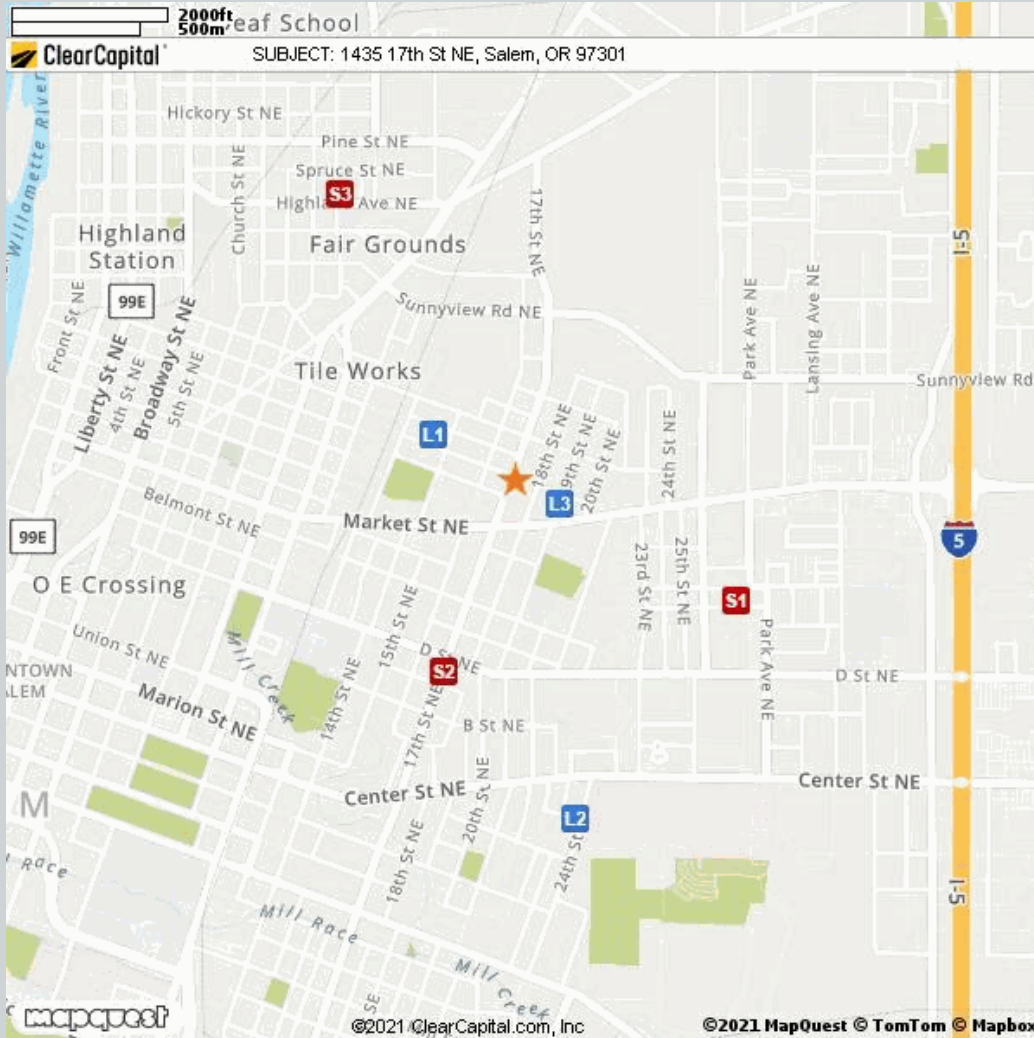 2000ft
500m
eaf School
ClearCapital
SUBJECT: 1435 17th St NE, Salem, OR 97301
Hickory St NE
Pine St NE
Spruce St NE
S3
Highla Ave NE
Church St NE
Willamette River
17th St NE
I-5
Highland
Station
Fair Grounds
99E
Sunnyview Rd NE
Park Ave NE
Lansing Ave NE
Front St NE
Liberty St NE
4th St NE
Broadway St NE
5th St NE
Tile Works
Sunnyview Rd
L1
18th St NE
9th St NE
20th St NE
24th St NE
L3
Belmont St NE
Market St NE
99E
5
O E Crossing
23rd St NE
25th St NE
S1
15th St NE
Union St NE
Mill Creek
D St NE
S2
Park Ave NE
D St NE
NTOWN
ALEM
Marion St NE
14th St NE
17th St NE
B St NE
Center St NE
Center St NE
M
20th St NE
L2
18th St NE
24th St
l Race
I-5
Mill Race
Mill Creek
SE
mapquest
©2021 ClearCapital.com, Inc
©2021 MapQuest © TomTom © Mapbox